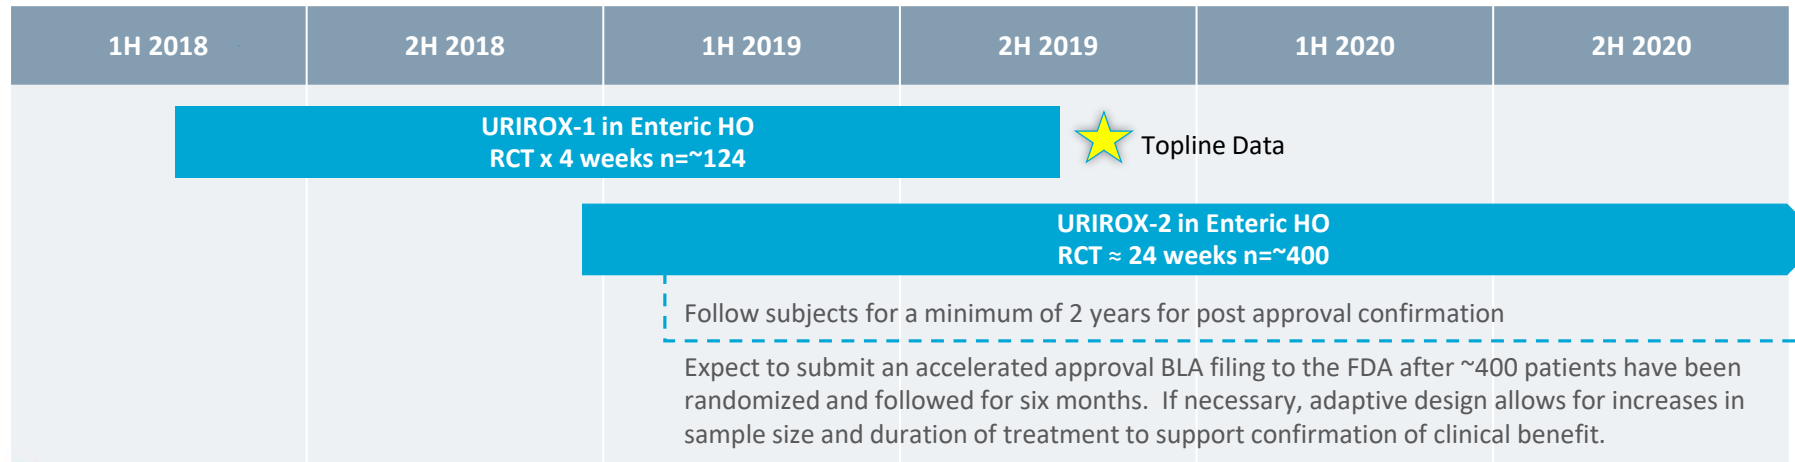 1H 2018 2H 2018 1H 2019 2H 2019 1H 2020 2H 2020
URIROX-1 in Enteric HO
RCT x 4 weeks n=~124
Topline Data
URIROX-2 in Enteric HO
RCT ≈ 24 weeks n=~400
Follow subjects for a minimum of 2 years for post approval confirmation
Expect to submit an accelerated approval BLA filing to the FDA after ~400 patients have been
randomized and followed for six months.  If necessary, adaptive design allows for increases in
sample size and duration of treatment to support confirmation of clinical benefit.